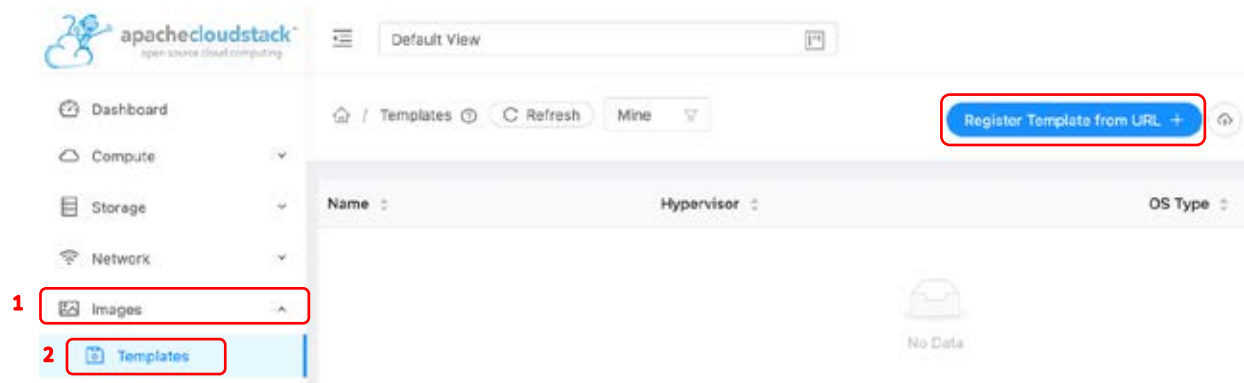 apachecloudstack™
open source cloud computing
Default View
Dashboard
/ Templates Refresh Mine
Register Template from URL +
Compute
Storage
Name Hypervisor OS Type
Network
1 Images
No Data
2 Templates